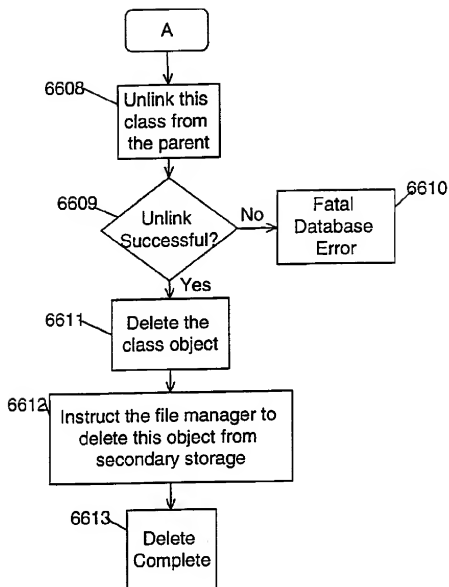 A
6608
Unlink this
class from
the parent
6609
Unlink
Successful?
No
6610
Fatal
Database
Error
Yes
6611
Delete the
class object
6612
Instruct the file manager to
delete this object from
secondary storage
6613
Delete
Complete